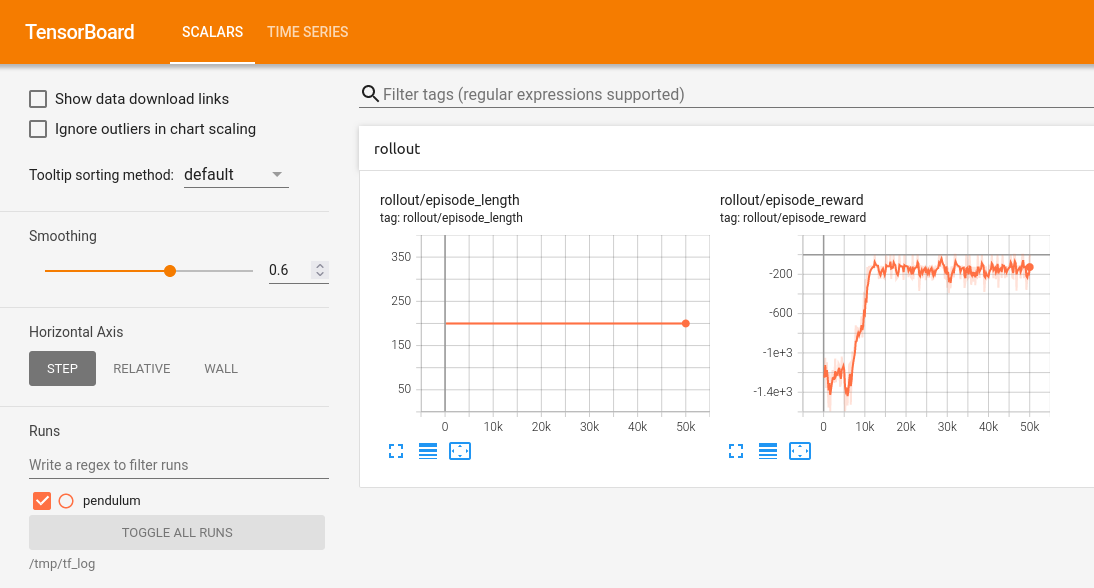 TensorBoard SCALARS TIME SERIES
Show data download links
Ignore outliers in chart scaling
Tooltip sorting method: default
Smoothing
0.6
Horizontal Axis
STEP RELATIVE WALL
Runs
Write a regex to filter runs
pendulum
TOGGLE ALL RUNS
/tmp/tf_log
Filter tags (regular expressions supported)
rollout
rollout/episode_length
tag: rollout/episode_length
350
250
150
50
0 10k 20k 30k 40k 50k
rollout/episode_reward
tag: rollout/episode_reward
-200
-600
-1e+3
-1.4e+3
0 10k 20k 30k 40k 50k